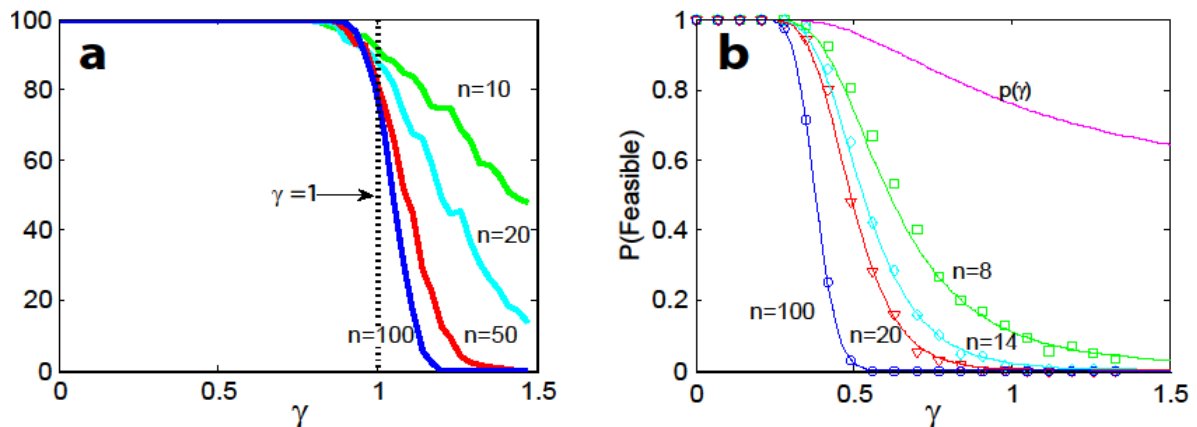 a
100
80
60
40
20
0
n=10
γ =1
n=20
n=100
n=50
0
0.5
1
1.5
γ
b
P(Feasible)
1
0.8
0.6
0.4
0.2
0
p(γ)
n=8
n=100
n=20
n=14
0
0.5
1
1.5
γ